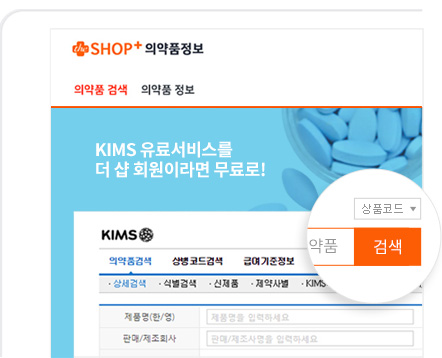 SHOP+ 의약품정보
의약품 검색 의약품 정보
KIMS 유료서비스를
더 샵 회원이라면 무료로!
상품코드 ▼
약품 검색
KIMS
의약품검색 상병코드검색 급여기준정보
· 상세검색 · 식별검색 · 신제품 · 제약사별 · KIMS
제품명(한/영) 제품명을 입력하세요
판매/제조회사 판매/제조사명을 입력하세요